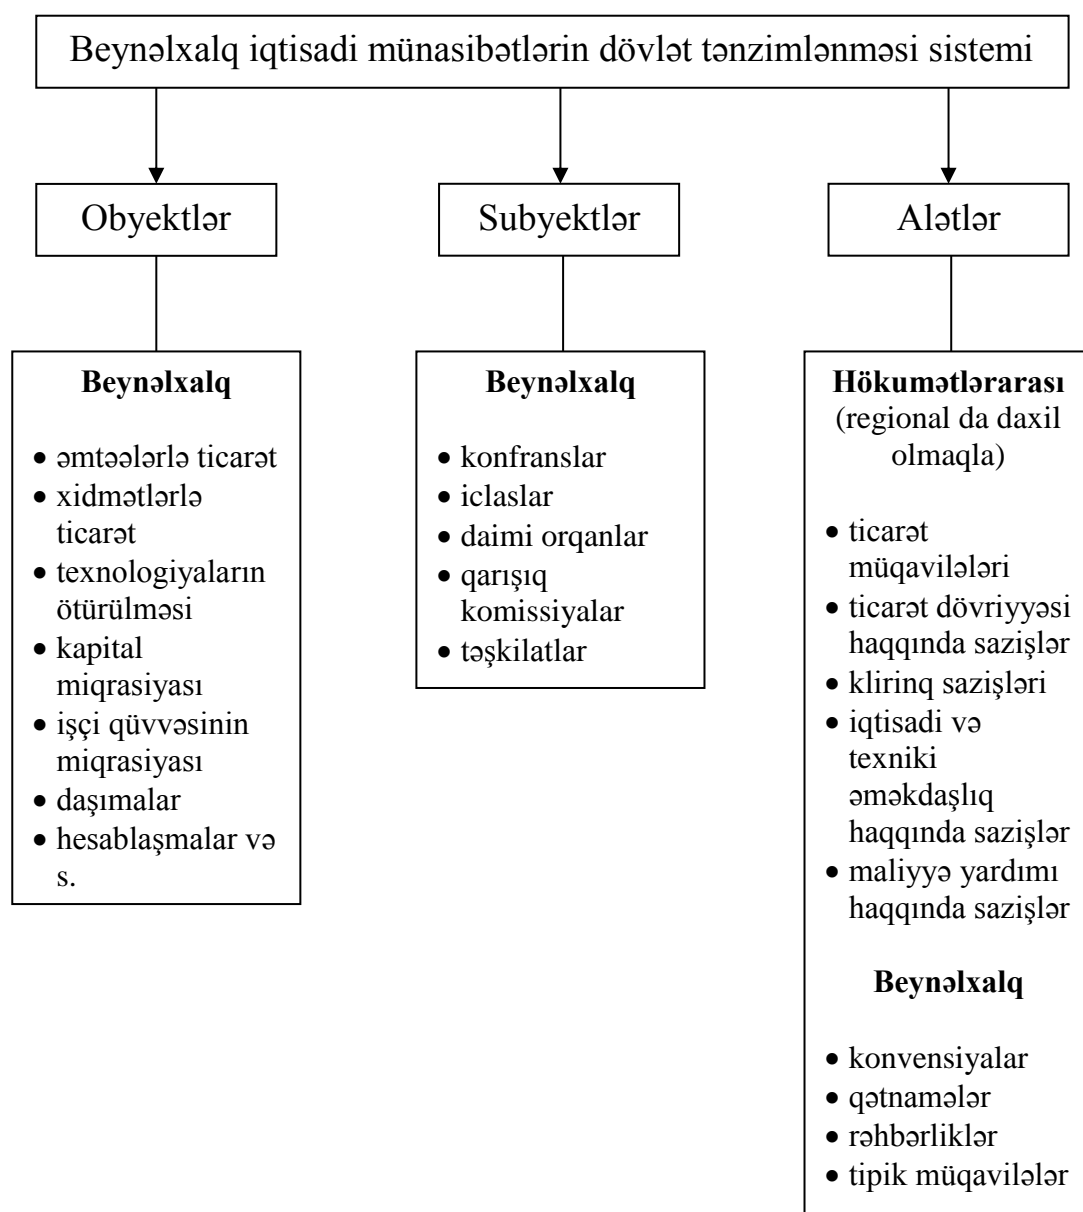 Beynəlxalq iqtisadi münasibətlərin dövlət tənzimlənməsi sistemi
Obyektlər
Subyektlər
Alətlər
Beynəlxalq
• əmtəələrlə ticarət
• xidmətlərlə
ticarət
• texnologiyaların
ötürülməsi
• kapital
miqrasiyası
• işçi qüvvəsinin
miqrasiyası
• daşımalar
• hesablaşmalar və
s.
Beynəlxalq
• konfranslar
• iclaslar
• daimi orqanlar
• qarışıq
komissiyalar
• təşkilatlar
Hökumətlərarası
(regional da daxil
olmaqla)
• ticarət
müqavilələri
• ticarət dövriyyəsi
haqqında sazişlər
• klirinq sazişləri
• iqtisadi və
texniki
əməkdaşlıq
haqqında sazişlər
• maliyyə yardımı
haqqında sazişlər
Beynəlxalq
• konvensiyalar
• qətnamələr
• rəhbərliklər
• tipik müqavilələr